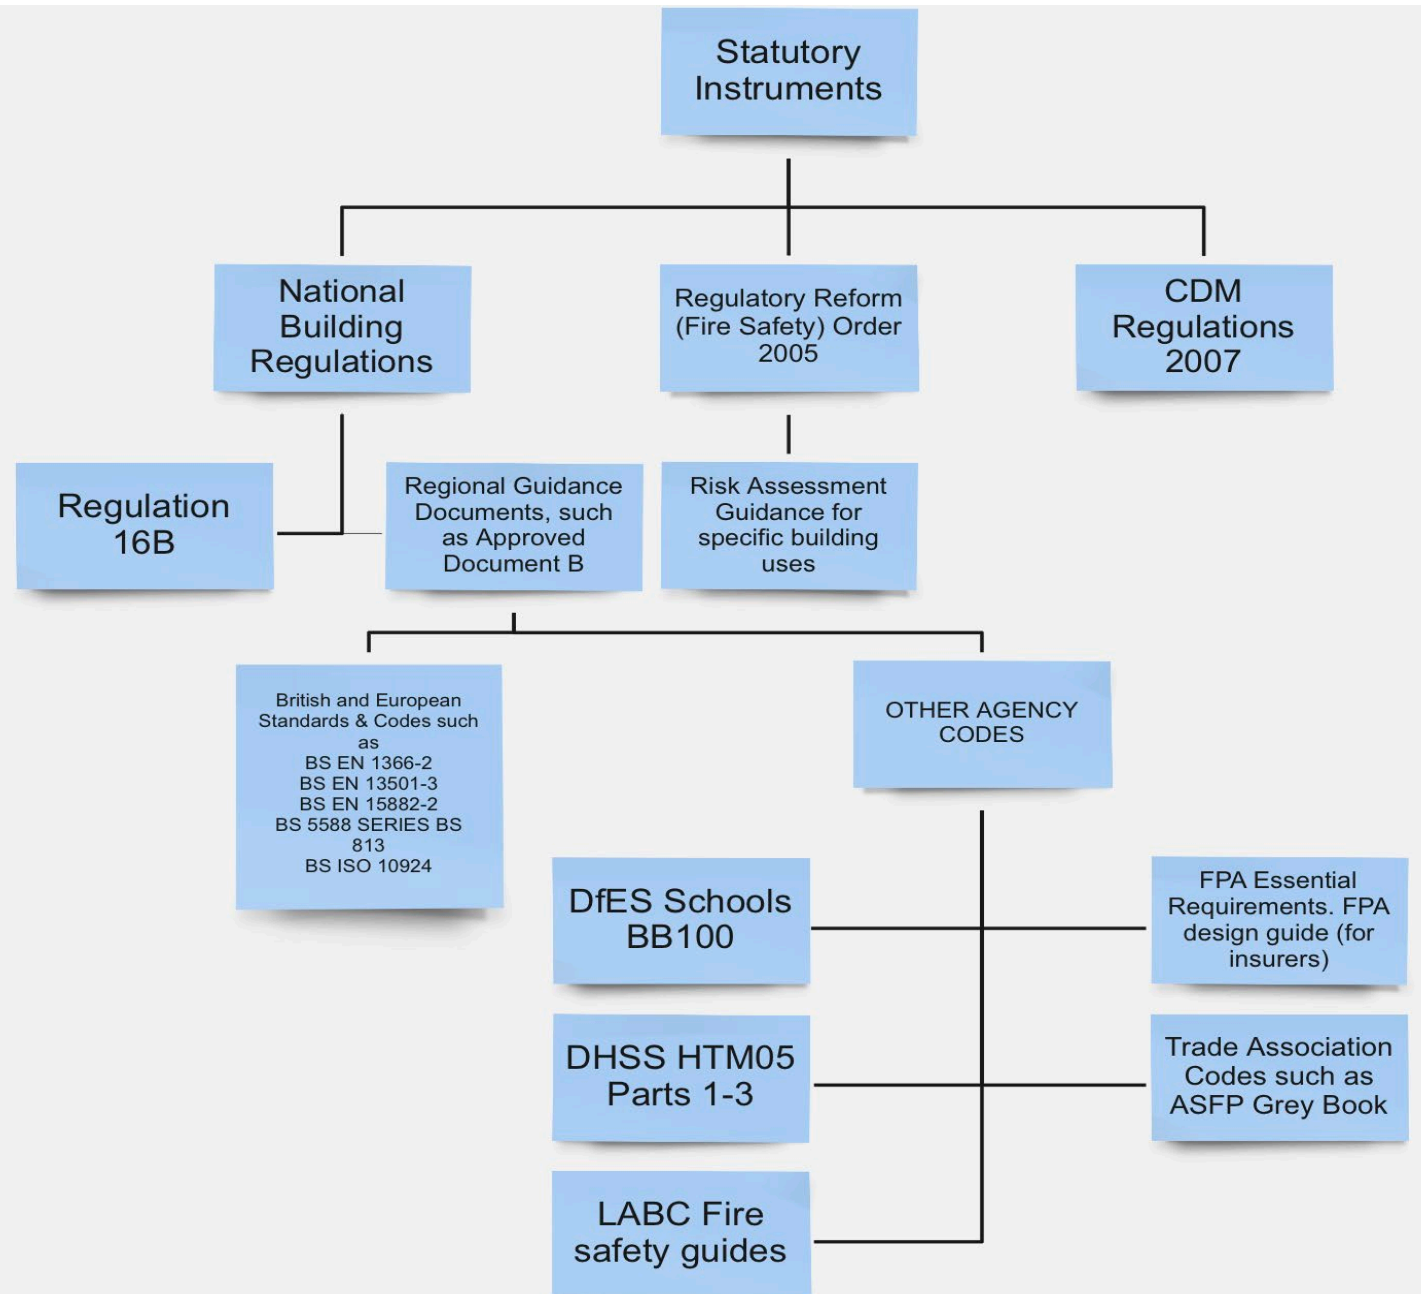 Statutory
Instruments
National
Building
Regulations
Regulatory Reform
(Fire Safety) Order
2005
CDM
Regulations
2007
Regulation
16B
Regional Guidance
Documents, such
as Approved
Document B
Risk Assessment
Guidance for
specific building
uses
British and European
Standards & Codes such
as
BS EN 1366-2
BS EN 13501-3
BS EN 15882-2
BS 5588 SERIES BS
813
BS ISO 10924
OTHER AGENCY
CODES
DfES Schools
BB100
FPA Essential
Requirements. FPA
design guide (for
insurers)
DHSS HTM05
Parts 1-3
Trade Association
Codes such as
ASFP Grey Book
LABC Fire
safety guides